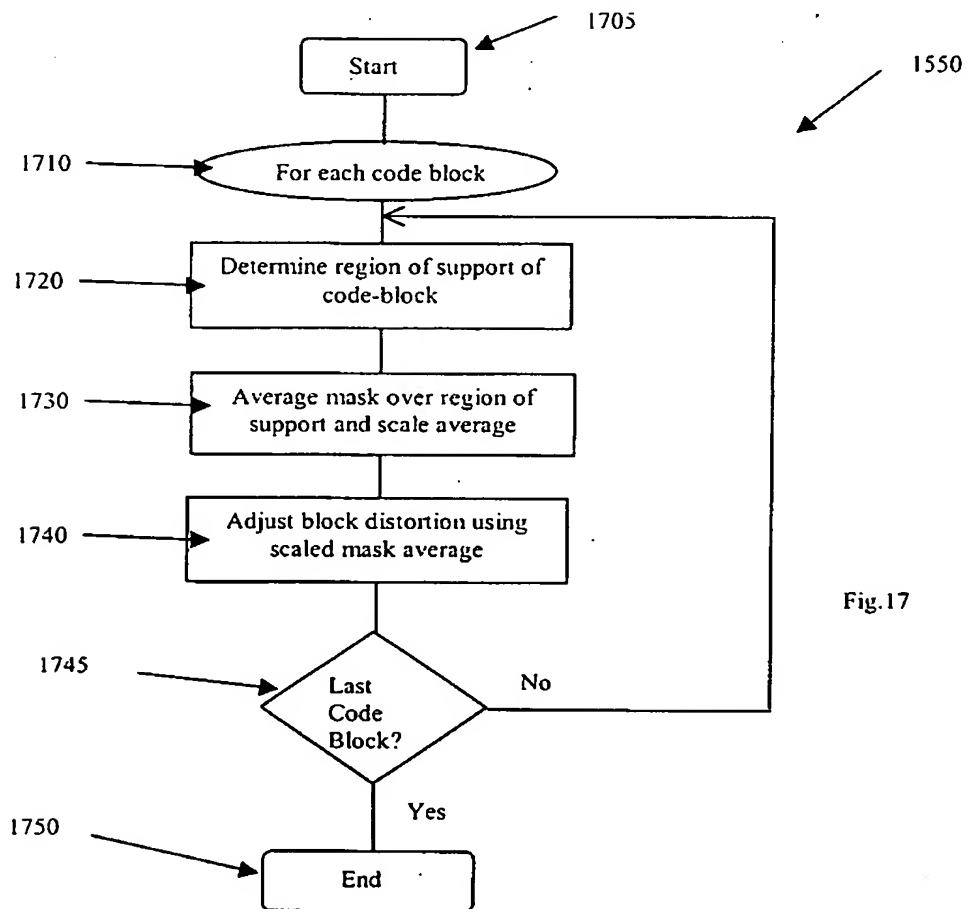 1705
Start
1550
1710
For each code block
1720
Determine region of support of
code-block
1730
Average mask over region of
support and scale average
1740
Adjust block distortion using
scaled mask average
Fig.17
1745
Last
Code
Block?
No
Yes
1750
End